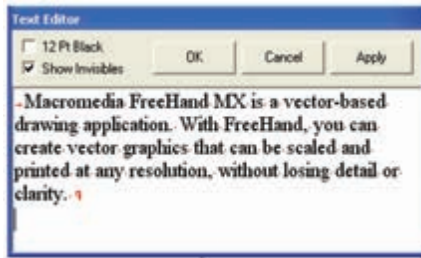 Text Editor
12 Pt Black
Show Invisibles
OK
Cancel
Apply
Macromedia FreeHand MX is a vector-based
drawing application. With FreeHand, you can
create vector graphics that can be scaled and
printed at any resolution, without losing detail or
clarity. ¶